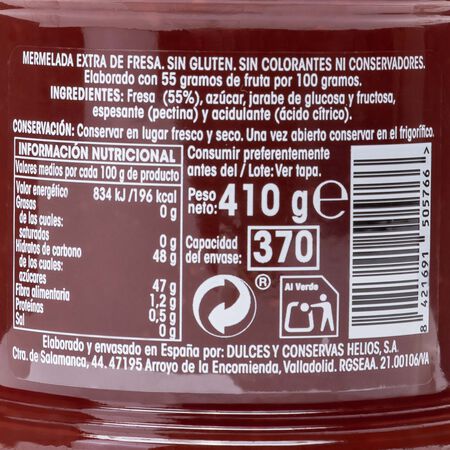 MERMELADA EXTRA DE FRESA. SIN GLUTEN. SIN COLORANTES NI CONSERVADORES.
Elaborado con 55 gramos de fruta por 100 gramos.
INGREDIENTES: Fresa (55%), azúcar, jarabe de glucosa y fructosa,
espesante (pectina) y acidulante (ácido cítrico).
CONSERVACIÓN: Conservar en lugar fresco y seco. Una vez abierto conservar en el frigorífico.
INFORMACIÓN NUTRICIONAL
Valores medios por cada 100 g de producto
Valor energético 834 kJ/196 kcal
Grasas 0 g
de las cuales:
saturadas 0 g
Hidratos de carbono 48 g
de los cuales:
azúcares 47 g
Fibra alimentaria 1,2 g
Proteínas 0,5 g
Sal 0 g
Consumir preferentemente
antes del / Lote: Ver tapa.
Peso
neto: 410 g e
Capacidad
del envase: 370
®
Al Verde
8 421691 505766 >
Elaborado y envasado en España por: DULCES Y CONSERVAS HELIOS, S.A.
Ctra. de Salamanca, 44. 47195 Arroyo de la Encomienda, Valladolid. RGSEAA. 21.00106/VA